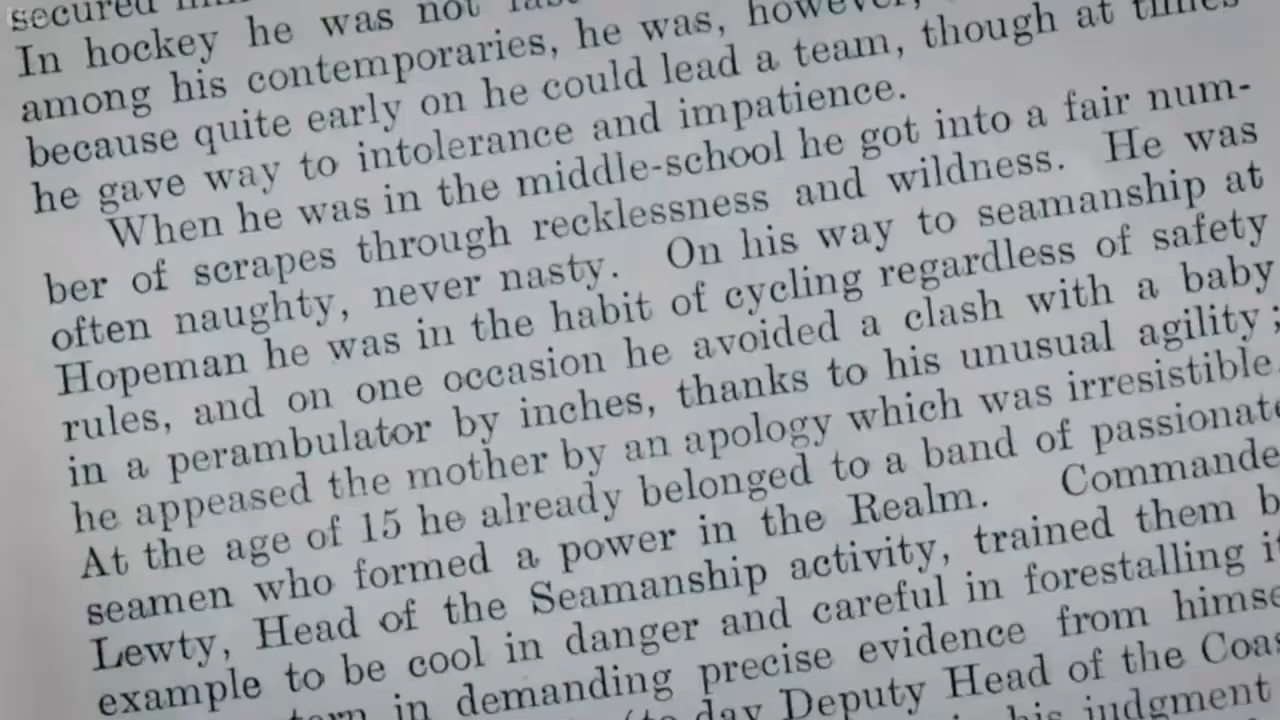 secured
In hockey he was not
among his contemporaries, he was, however,
because quite early on he could lead a team, though at times
he gave way to intolerance and impatience.
When he was in the middle-school he got into a fair num-
ber of scrapes through recklessness and wildness. He was
often naughty, never nasty. On his way to seamanship at
Hopeman he was in the habit of cycling regardless of safety
rules, and on one occasion he avoided a clash with a baby
in a perambulator by inches, thanks to his unusual agility;
he appeased the mother by an apology which was irresistible.
At the age of 15 he already belonged to a band of passionate
seamen who formed a power in the Realm. Commande
Lewty, Head of the Seamanship activity, trained them b
example to be cool in danger and careful in forestalling it
in demanding precise evidence from himse
day Deputy Head of the Coas
his judgment